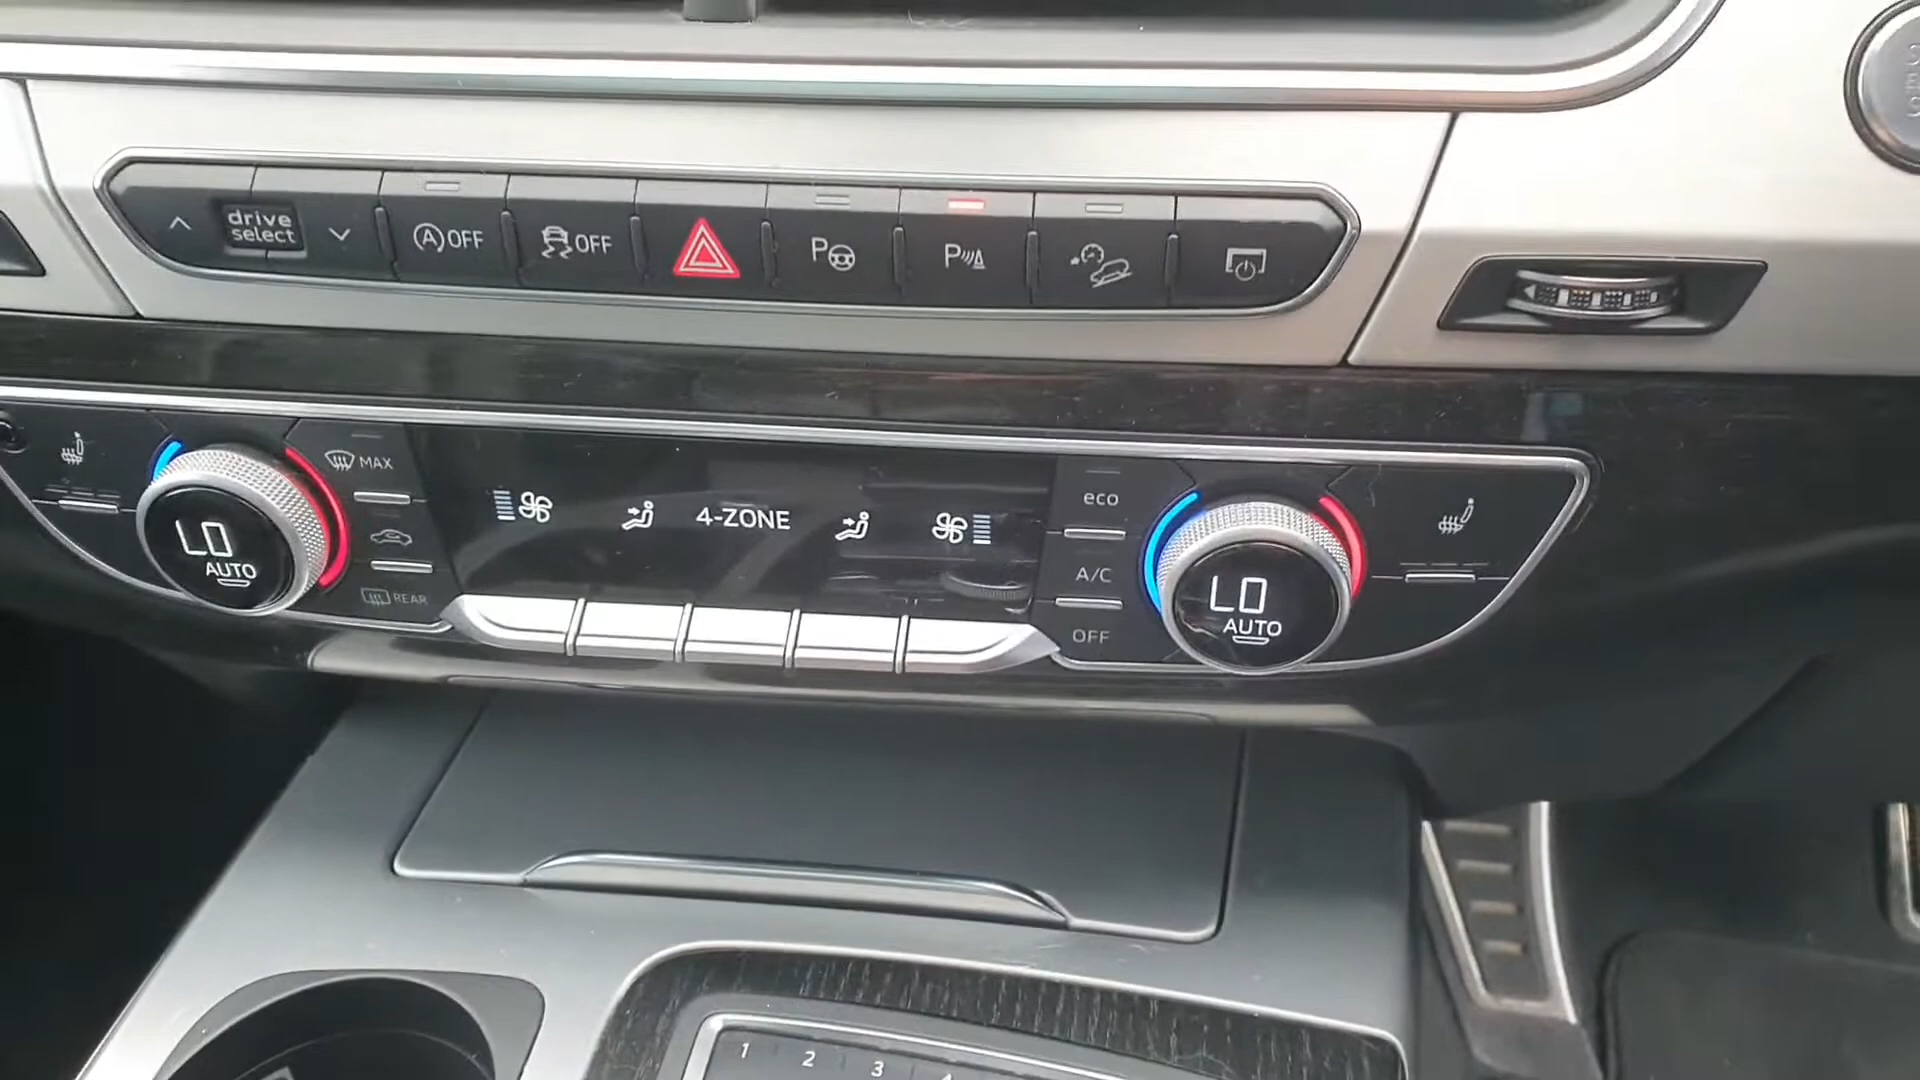 drive
select
(A) OFF
OFF
P
P
MAX
REAR
LO
AUTO
4-ZONE
eco
A/C
OFF
LO
AUTO
1 2 3